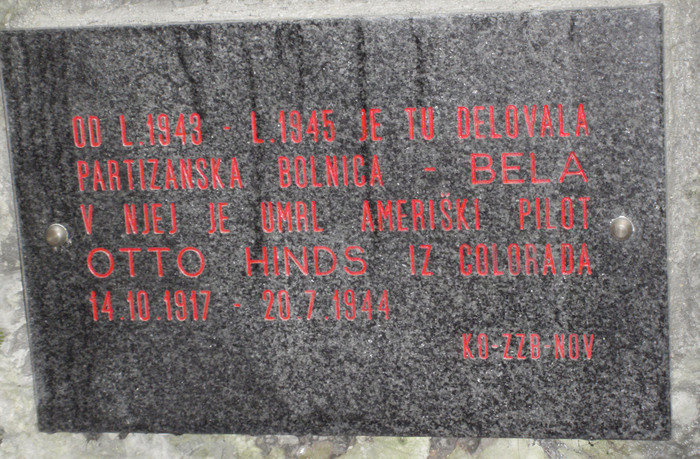 OD L.1943 - L.1945 JE TU DELOVALA
PARTIZANSKA BOLNICA - BELA
V NJEJ JE UMRL AMERIŠKI PILOT
OTTO HINDS IZ COLORADA
14.10.1917 - 20.7.1944
KO-ZZB-NOV